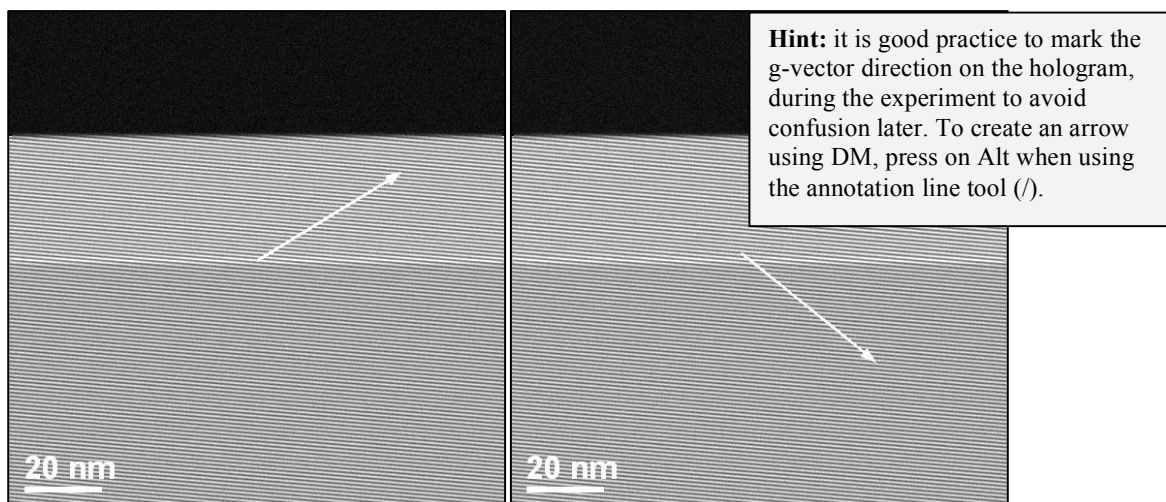 Hint: it is good practice to mark the
g-vector direction on the hologram,
during the experiment to avoid
confusion later. To create an arrow
using DM, press on Alt when using
the annotation line tool (/).
20 nm
20 nm